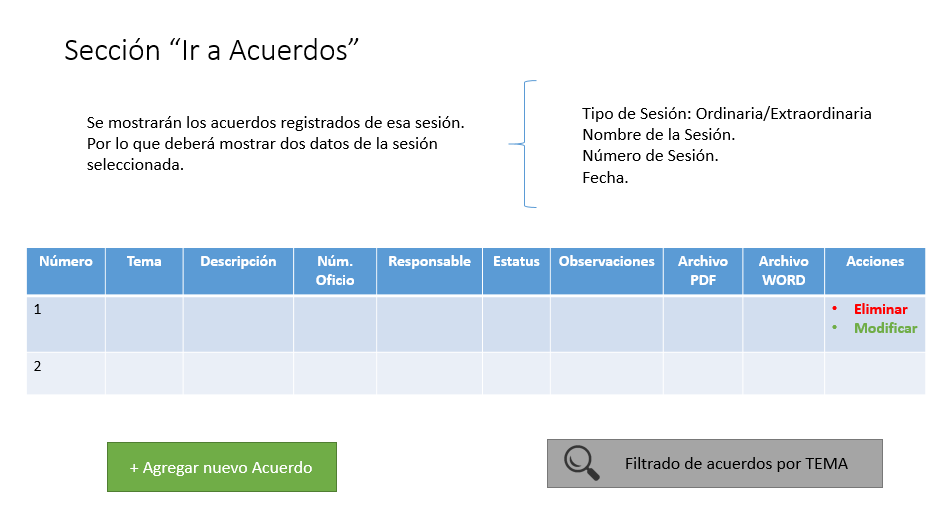 Sección “Ir a Acuerdos”
Se mostrarán los acuerdos registrados de esa sesión.
Por lo que deberá mostrar dos datos de la sesión
seleccionada.
Tipo de Sesión: Ordinaria/Extraordinaria
Nombre de la Sesión.
Número de Sesión.
Fecha.
Número Tema Descripción Núm. Oficio Responsable Estatus Observaciones Archivo PDF Archivo WORD Acciones
1
• Eliminar
• Modificar
2
+ Agregar nuevo Acuerdo
Filtrado de acuerdos por TEMA